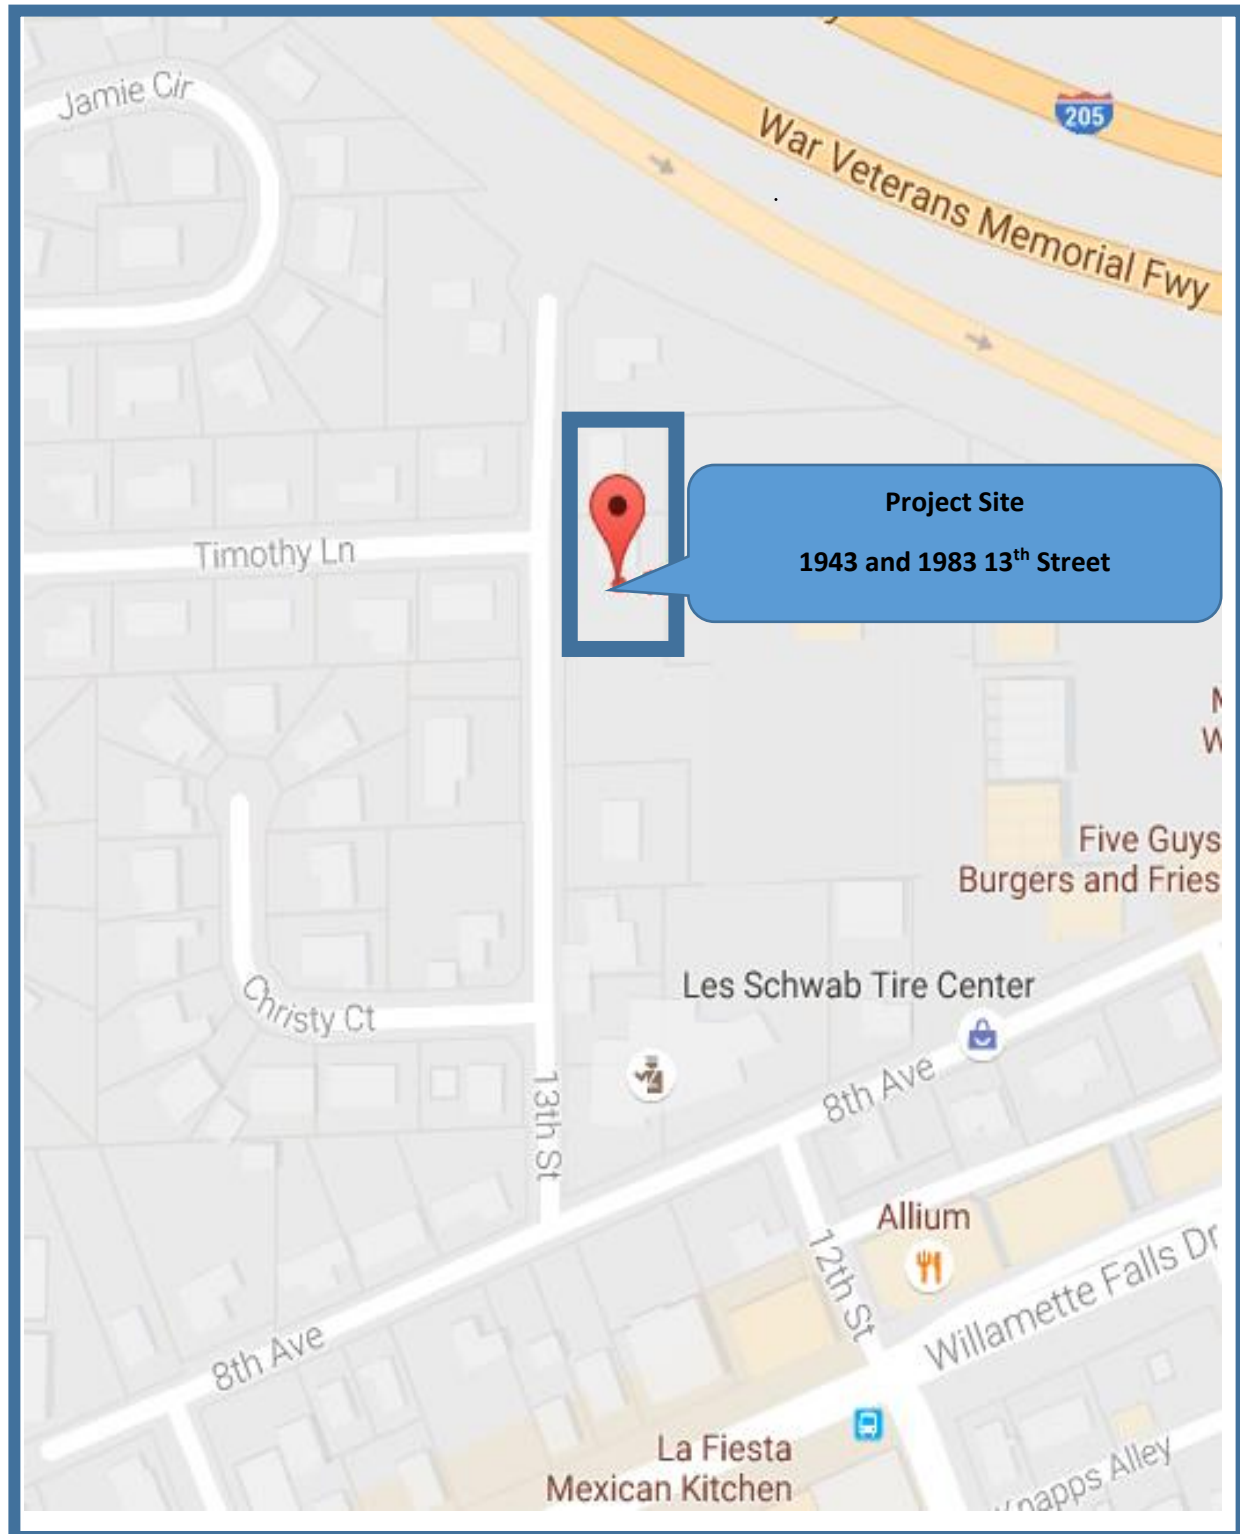 Jamie Cir
205
War Veterans Memorial Fwy
Project Site
1943 and 1983 13th Street
Timothy Ln
Five Guys
Burgers and Fries
Les Schwab Tire Center
Christy Ct
13th St
8th Ave
Allium
12th St
Willamette Falls Dr
8th Ave
La Fiesta
Mexican Kitchen
Knapps Alley